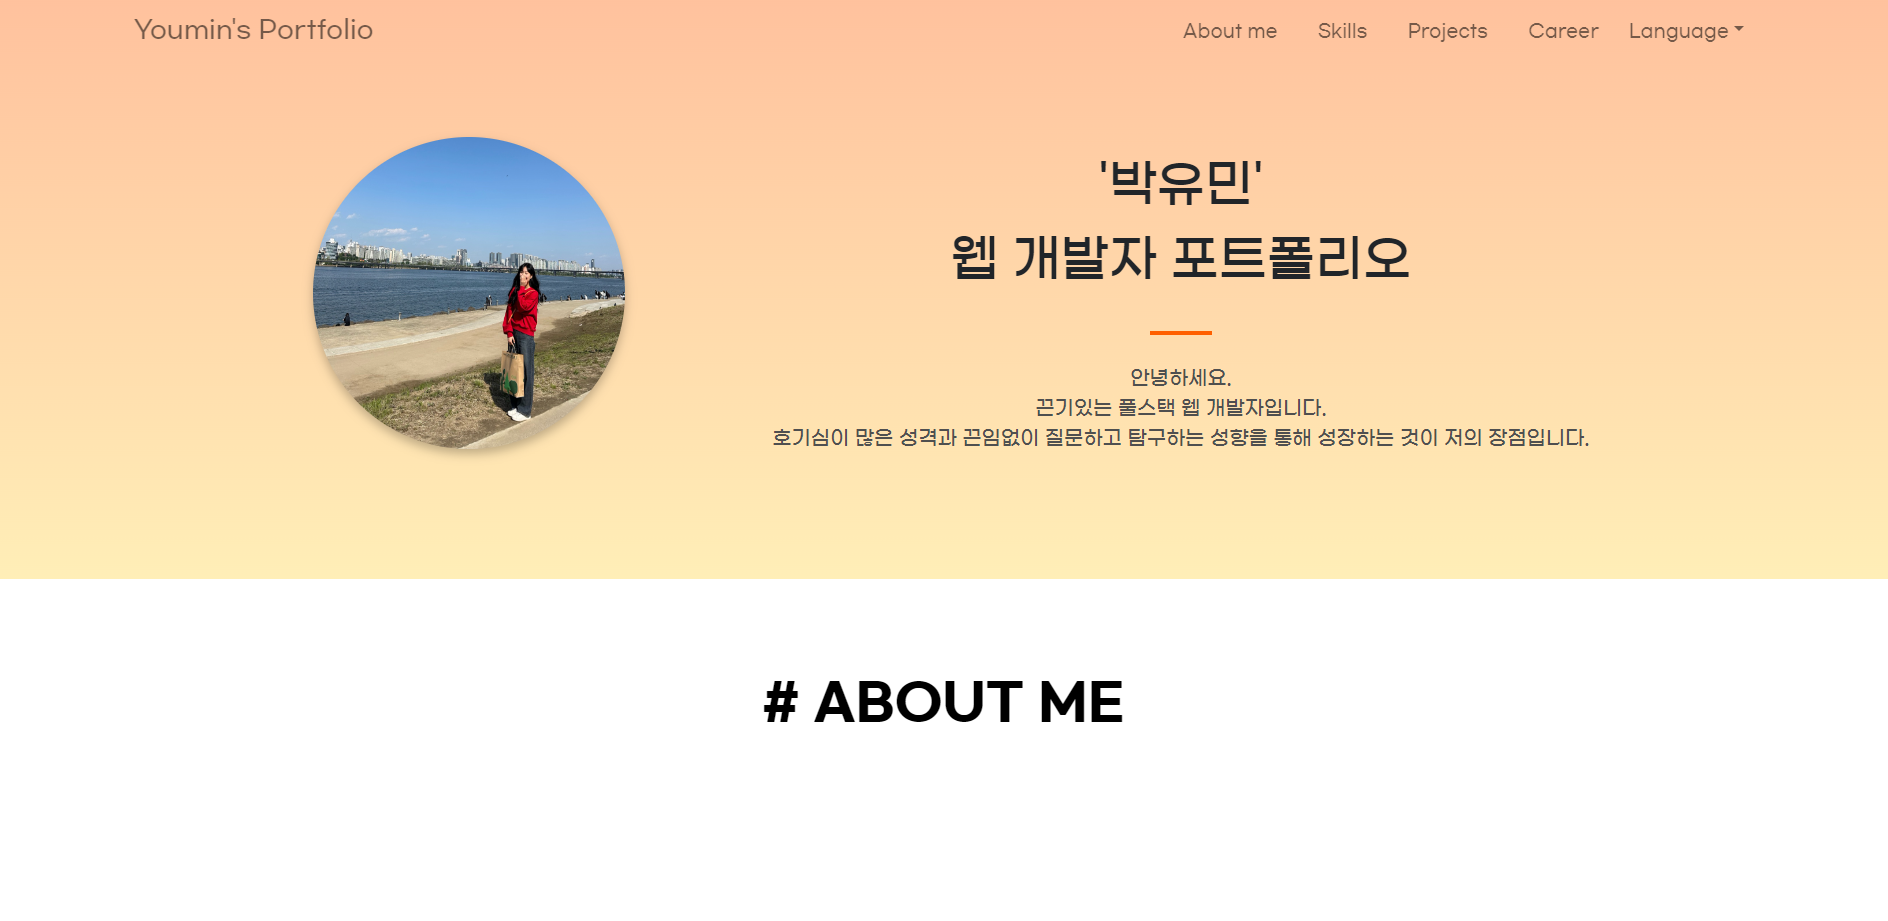 Youmin's Portfolio
About me Skills Projects Career Language
'박유민'
웹 개발자 포트폴리오
안녕하세요.
끈기있는 풀스택 웹 개발자입니다.
호기심이 많은 성격과 끈임없이 질문하고 탐구하는 성향을 통해 성장하는 것이 저의 장점입니다.
# ABOUT ME